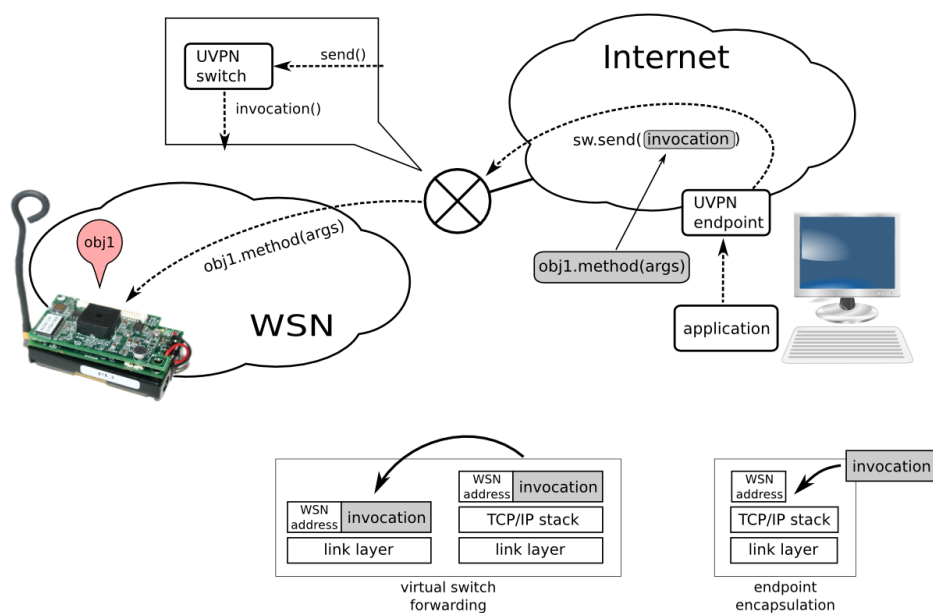 UVPN
switch
send()
invocation()
Internet
sw.send( invocation )
UVPN
endpoint
obj1
obj1.method(args)
obj1.method(args)
WSN
application
WSN
address
invocation
link layer
WSN
address
invocation
TCP/IP stack
link layer
virtual switch
forwarding
invocation
WSN
address
TCP/IP stack
link layer
endpoint
encapsulation